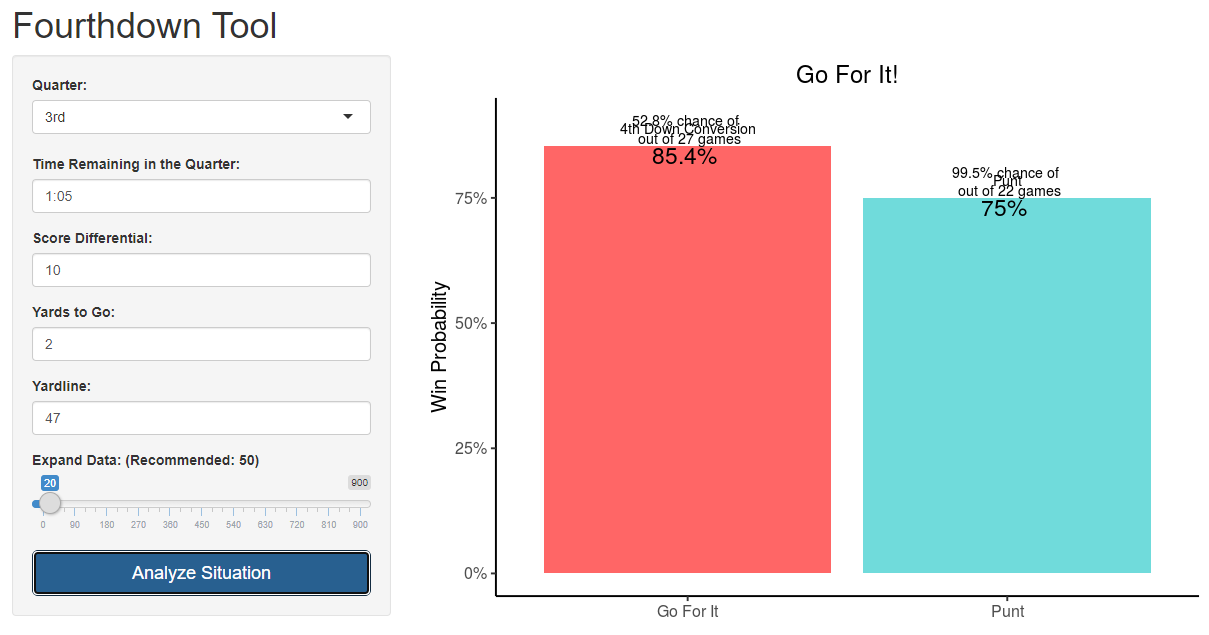 Fourthdown Tool
Quarter:
3rd
Time Remaining in the Quarter:
1:05
Score Differential:
10
Yards to Go:
2
Yardline:
47
Expand Data: (Recommended: 50)
20 900
0 90 180 270 360 450 540 630 720 810 900
Analyze Situation
Go For It!
Win Probability
75%
50%
25%
0%
52.8% chance of
4th Down Conversion
out of 27 games
85.4%
99.5% chance of
Punt
out of 22 games
75%
Go For It Punt